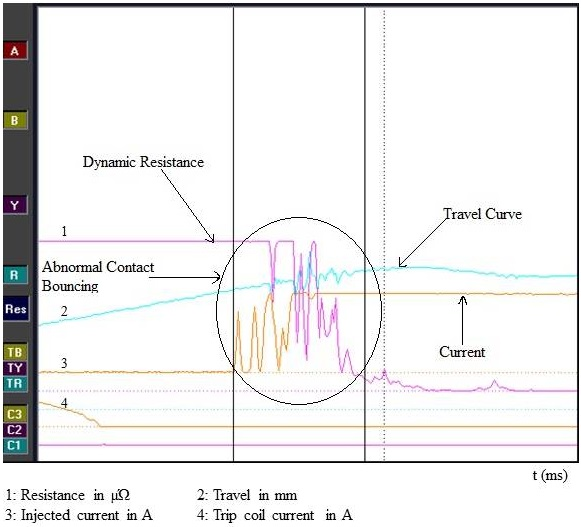 A
B
Dynamic Resistance
Y
Travel Curve
1
R
Abnormal Contact
Bouncing
Res
2
TB
3
Current
TY
TR
4
C3
C2
C1
t (ms)
1: Resistance in µΩ
2: Travel in mm
3: Injected current in A
4: Trip coil current in A